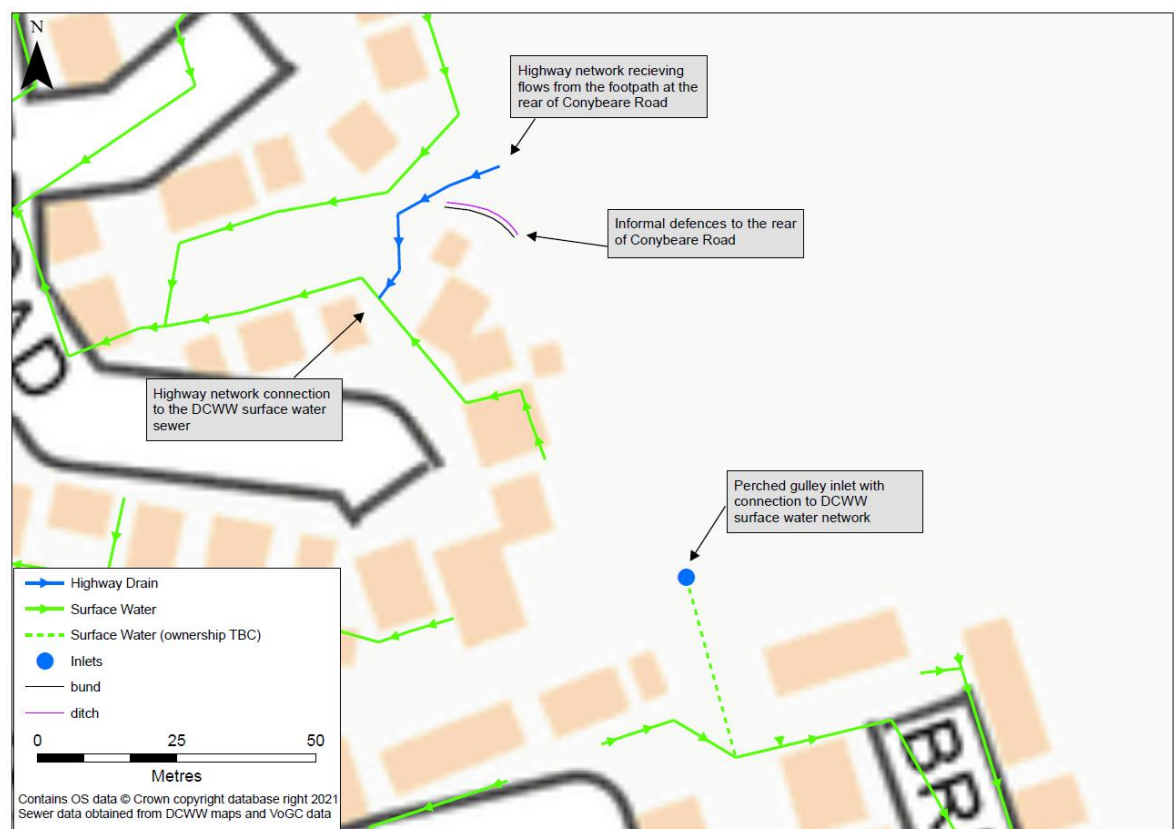 N
Highway network recieving
flows from the footpath at the
rear of Conybeare Road
Informal defences to the rear
of Conybeare Road
Highway network connection
to the DCWW surface water
sewer
AD
Perched gulley inlet with
connection to DCWW
surface water network
Highway Drain
Surface Water
Surface Water (ownership TBC)
Inlets
bund
ditch
0 25 50
Metres
Contains OS data © Crown copyright database right 2021
Sewer data obtained from DCWW maps and VoGC data